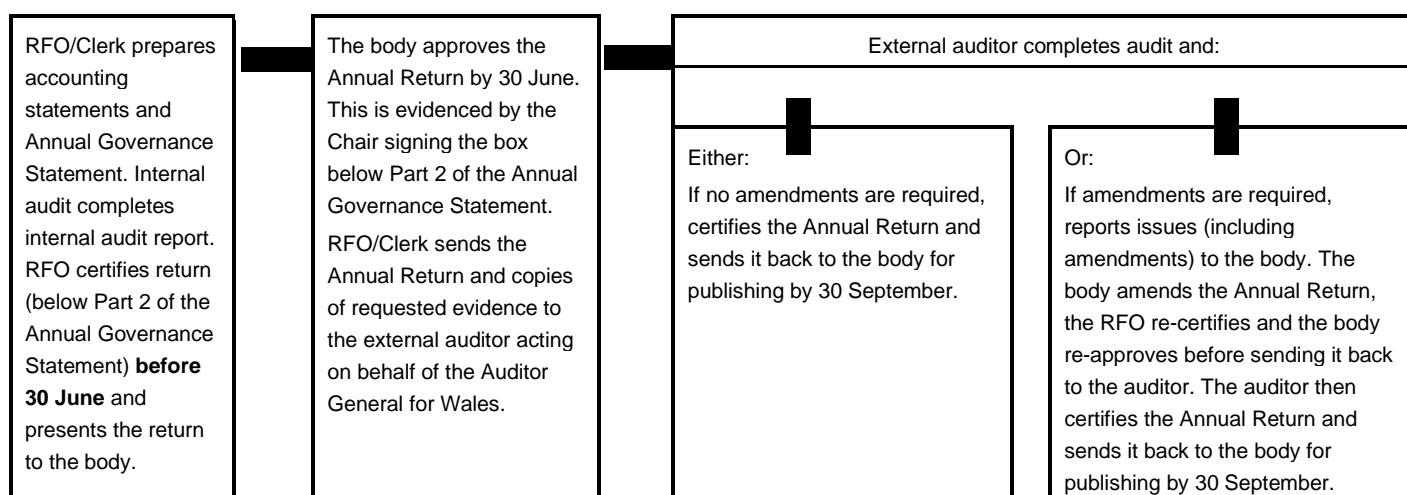 RFO/Clerk prepares
accounting
statements and
Annual Governance
Statement. Internal
audit completes
internal audit report.
RFO certifies return
(below Part 2 of the
Annual Governance
Statement) before
30 June and
presents the return
to the body.
The body approves the
Annual Return by 30 June.
This is evidenced by the
Chair signing the box
below Part 2 of the Annual
Governance Statement.
RFO/Clerk sends the
Annual Return and copies
of requested evidence to
the external auditor acting
on behalf of the Auditor
General for Wales.
External auditor completes audit and:
Either:
If no amendments are required,
certifies the Annual Return and
sends it back to the body for
publishing by 30 September.
Or:
If amendments are required,
reports issues (including
amendments) to the body. The
body amends the Annual Return,
the RFO re-certifies and the body
re-approves before sending it back
to the auditor. The auditor then
certifies the Annual Return and
sends it back to the body for
publishing by 30 September.